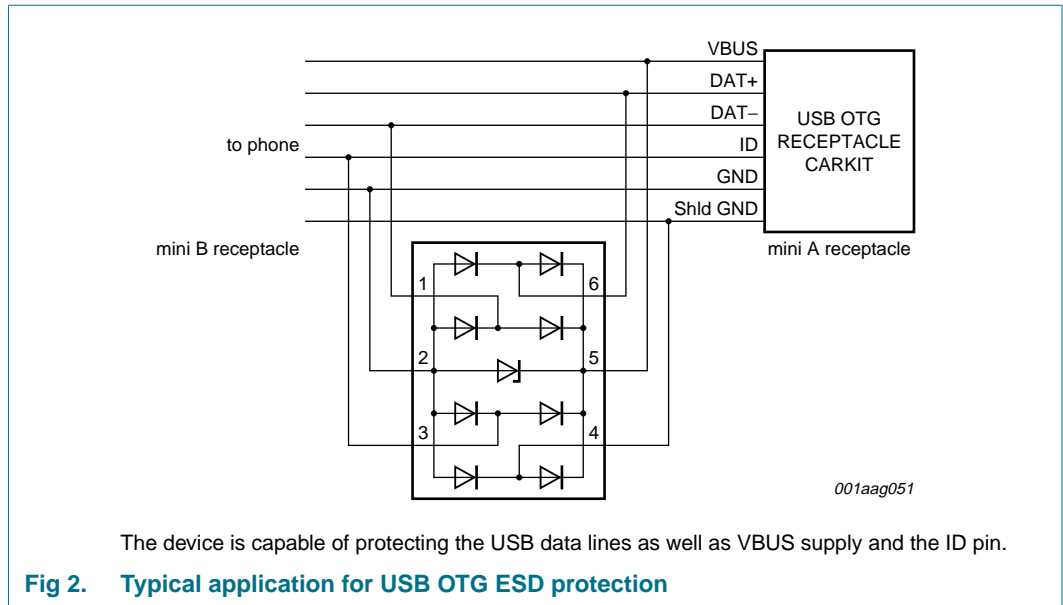 VBUS
DAT+
DAT−
to phone
ID
GND
Shld GND
USB OTG
RECEPTACLE
CARKIT
mini B receptacle
mini A receptacle
1
6
2
5
3
4
001aag051
The device is capable of protecting the USB data lines as well as VBUS supply and the ID pin.
Fig 2. Typical application for USB OTG ESD protection